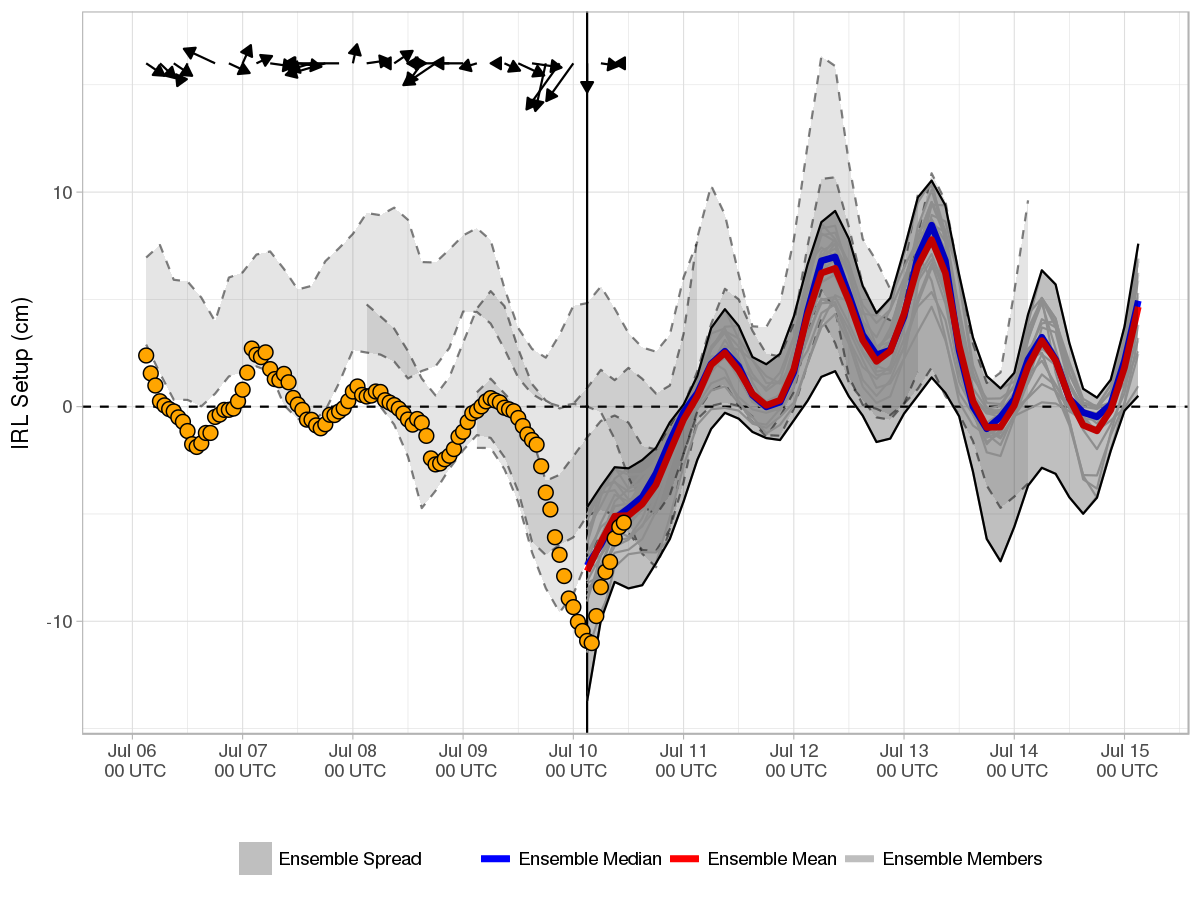 IRL Setup (cm)
10
0
-10
Jul 06 Jul 07 Jul 08 Jul 09 Jul 10 Jul 11 Jul 12 Jul 13 Jul 14 Jul 15
00 UTC 00 UTC 00 UTC 00 UTC 00 UTC 00 UTC 00 UTC 00 UTC 00 UTC 00 UTC
Ensemble Spread Ensemble Median Ensemble Mean Ensemble Members